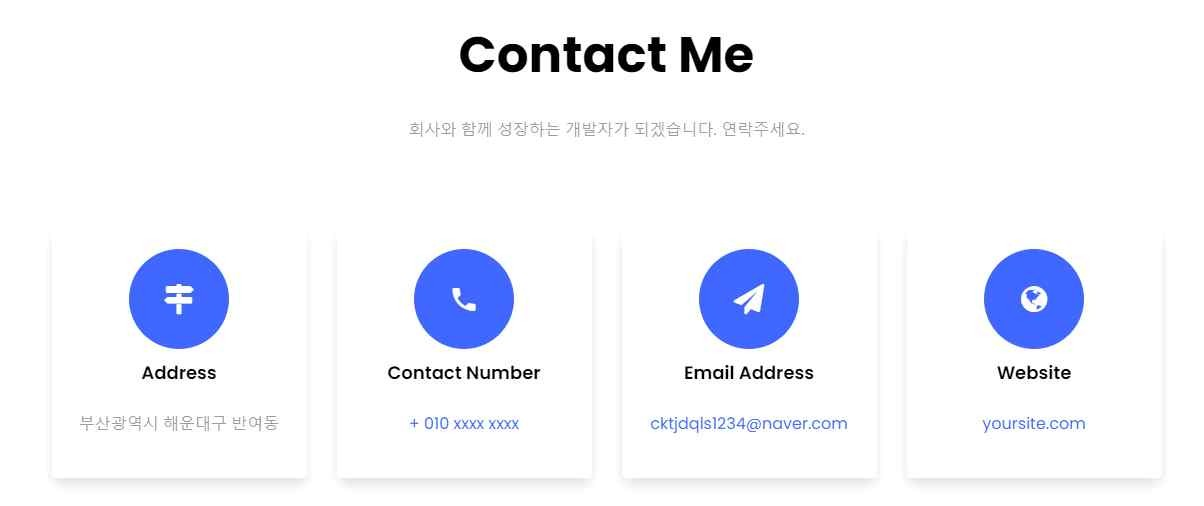 Contact Me
회사와 함께 성장하는 개발자가 되겠습니다. 연락주세요.
Address
부산광역시 해운대구 반여동
Contact Number
+ 010 xxxx xxxx
Email Address
cktjdqls1234@naver.com
Website
yoursite.com